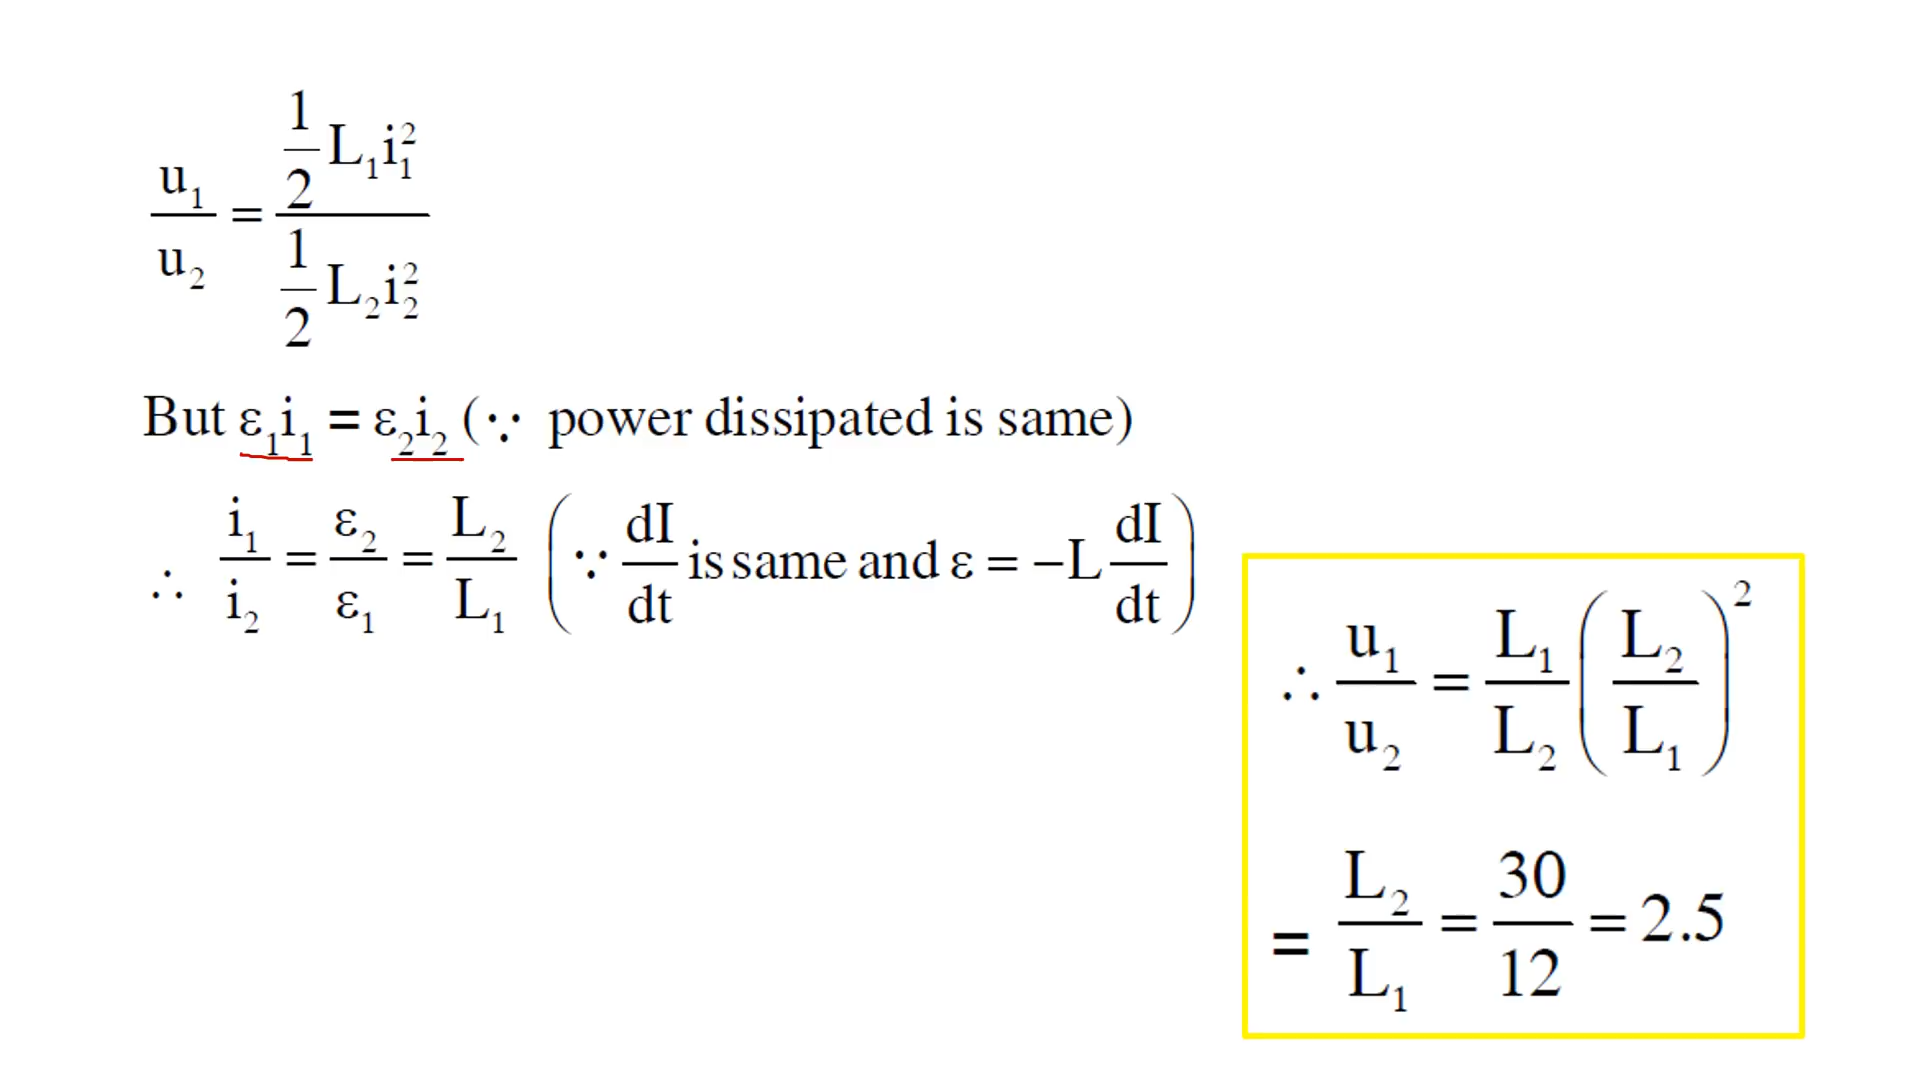 u₁/u₂ = (1/2 L₁i₁²)/(1/2 L₂i₂²)
But ε₁i₁ = ε₂i₂ (∵ power dissipated is same)
∴ i₁/i₂ = ε₂/ε₁ = L₂/L₁ (∵ dI/dt is same and ε = −L dI/dt)
∴ u₁/u₂ = L₁/L₂ (L₂/L₁)²
= L₂/L₁ = 30/12 = 2.5